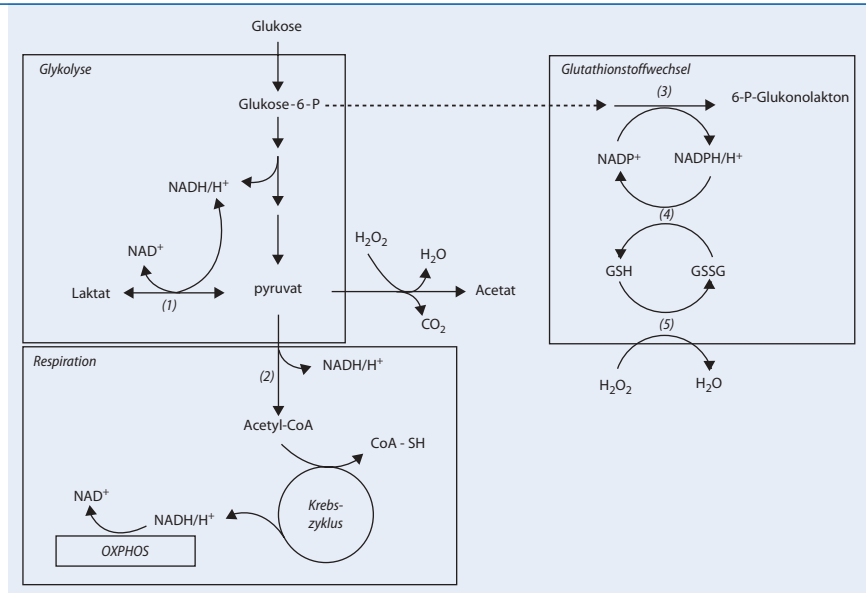 Glukose
Glykolyse
Glukose-6-P
NADH/H⁺
NAD⁺
Laktat
(1)
pyruvat
H₂O₂
H₂O
CO₂
Acetat
Glutathionstoffwechsel
(3)
6-P-Glukonolakton
NADP⁺
NADPH/H⁺
(4)
GSH
GSSG
(5)
H₂O₂
H₂O
Respiration
(2)
NADH/H⁺
Acetyl-CoA
CoA - SH
Krebs-
zyklus
NAD⁺
NADH/H⁺
OXPHOS